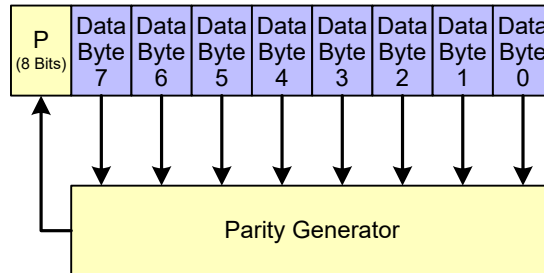 P
(8 Bits)
Data
Byte
7
Data
Byte
6
Data
Byte
5
Data
Byte
4
Data
Byte
3
Data
Byte
2
Data
Byte
1
Data
Byte
0
Parity Generator